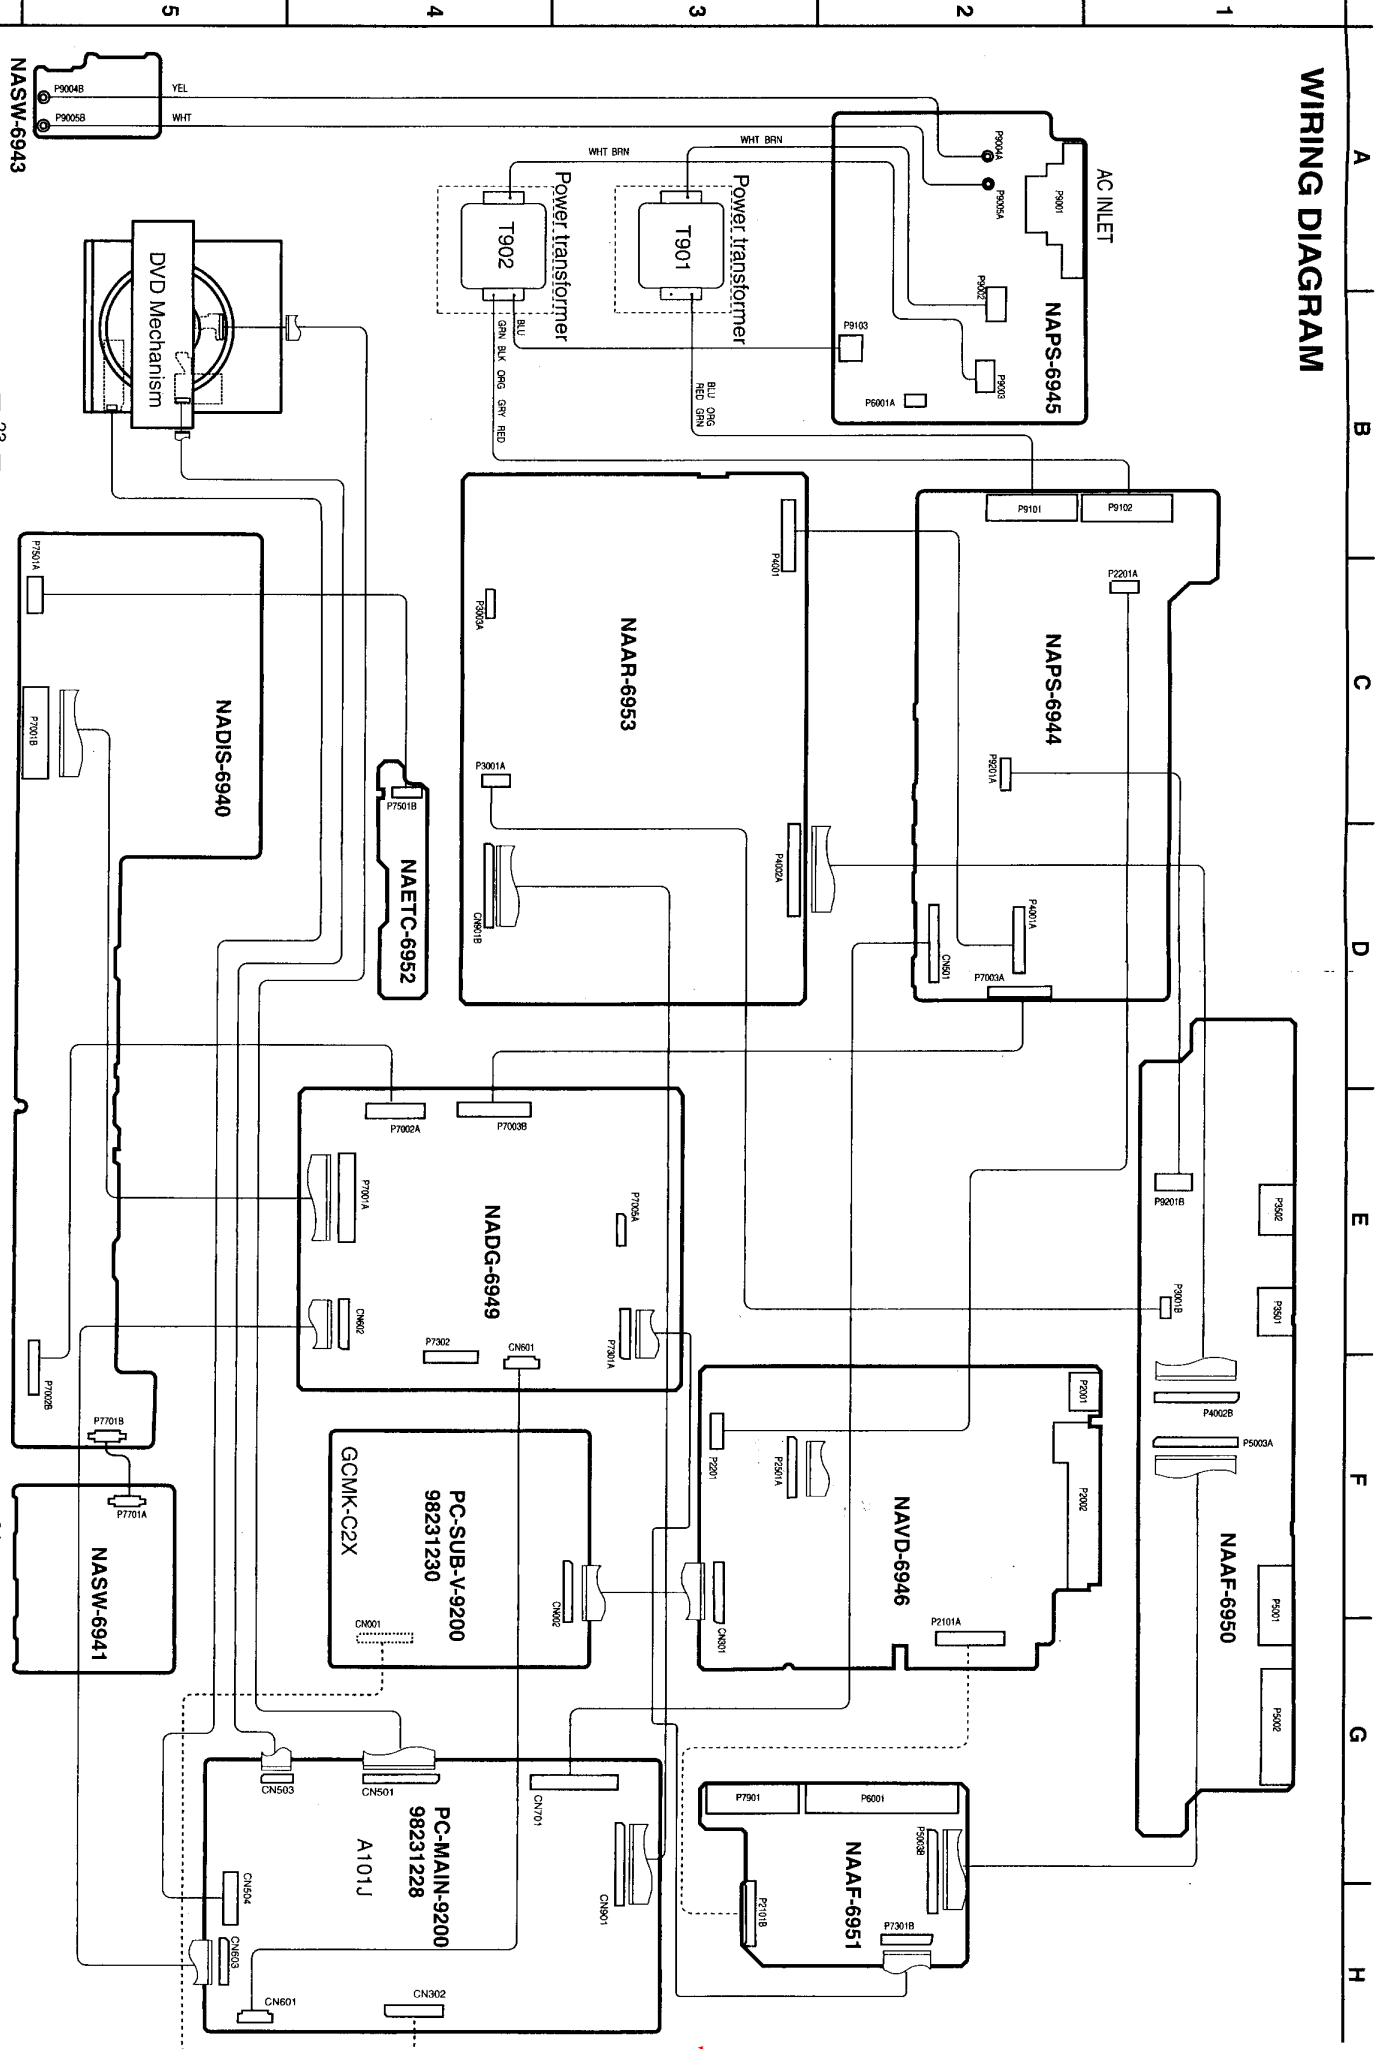 WIRING DIAGRAM
A
B
C
D
E
F
G
H
1
2
3
4
5
AC INLET
P9001
P9004A
P9005A
P9002
P9003
NAPS-6945
P9103
P6001A
WHT BRN
WHT BRN
Power transformer
T901
Power transformer
T902
BLU ORG
RED GRN
BLU
GRN BLK ORG GRY RED
YEL
WHT
P9004B
P9005B
NASW-6943
DVD Mechanism
P9102
P9101
P2201A
NAPS-6944
P9201A
P4001A
P7003A
CN501
P4001
P3003A
NAAR-6953
P3001A
P4002A
CN901B
P7501B
NAETC-6952
P7501A
P7001B
NADIS-6940
P7002B
P7701B
P7701A
NASW-6941
P3502
P3501
P9201B
P3001B
P4002B
P5003A
NAAF-6950
P5001
P5002
P7002A
P7003B
P7001A
P7005A
NADG-6949
CN602
P7302
CN601
P7301A
P2001
P2002
P2201
P2501A
NAVD-6946
P2101A
CN301
GCMK-C2X
PC-SUB-V-9200
98231230
CN001
CN002
CN503
CN501
CN701
PC-MAIN-9200
98231228
A101J
CN901
CN504
CN603
CN601
CN302
P7901
P6001
P5003B
NAAF-6951
P2101B
P7301B